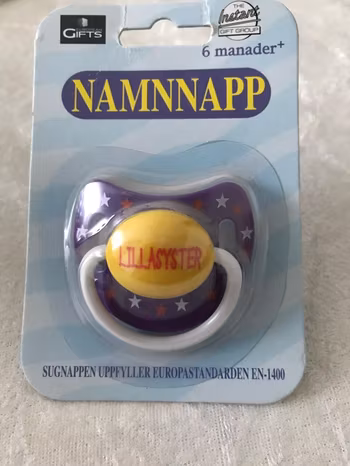 GIFTS
THE
Instant
GIFT GROUP
6 manader+
NAMNNAPP
LILLASYSTER
SUGNAPPEN UPPFYLLER EUROPASTANDARDEN EN-1400